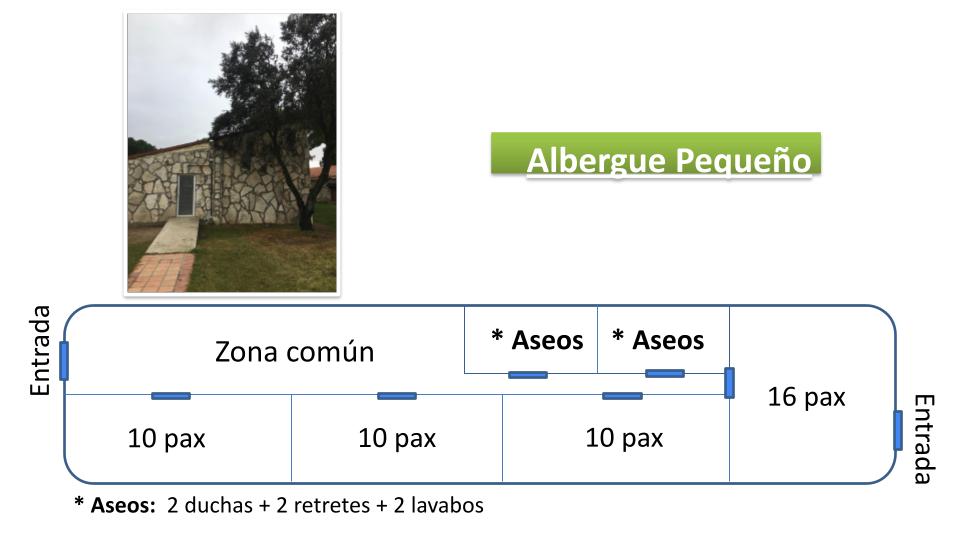 Albergue Pequeño
Entrada
Zona común
* Aseos
* Aseos
16 pax
10 pax
10 pax
10 pax
Entrada
* Aseos: 2 duchas + 2 retretes + 2 lavabos